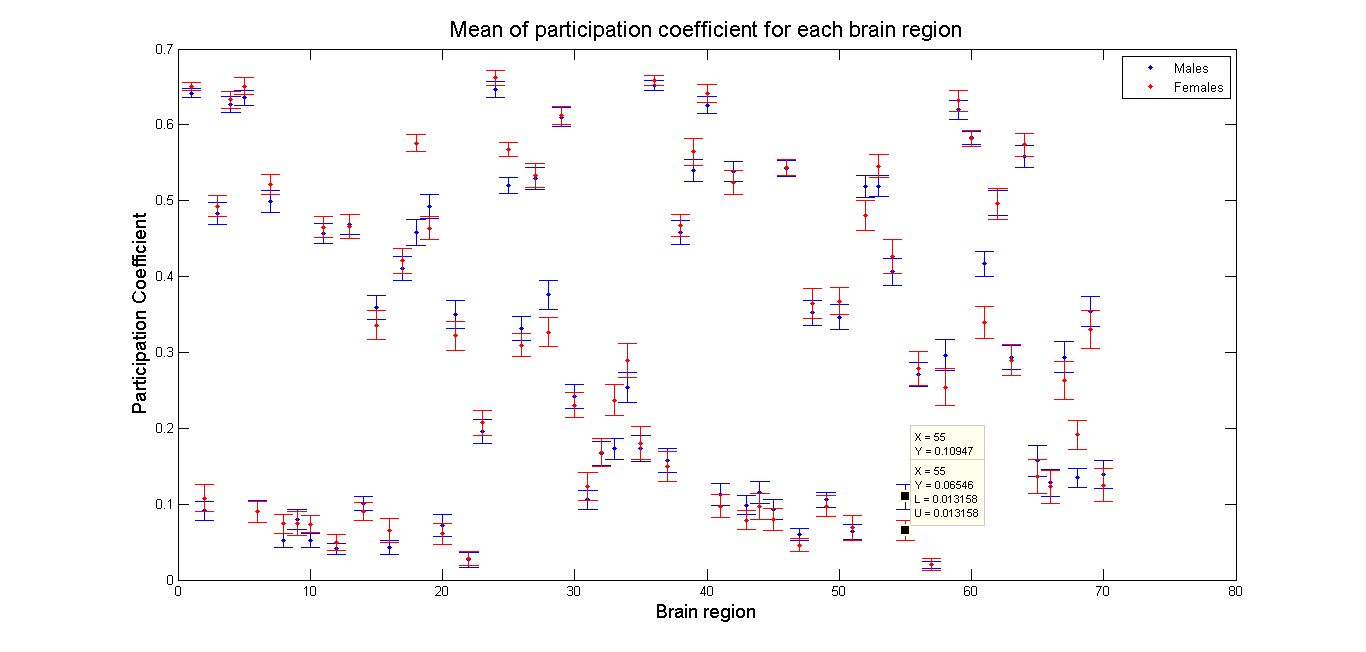 Mean of participation coefficient for each brain region
Males
Females
Participation Coefficient
0.7
0.6
0.5
0.4
0.3
0.2
0.1
0
X = 55
Y = 0.10947
X = 55
Y = 0.06546
L = 0.013158
U = 0.013158
0 10 20 30 40 50 60 70 80
Brain region